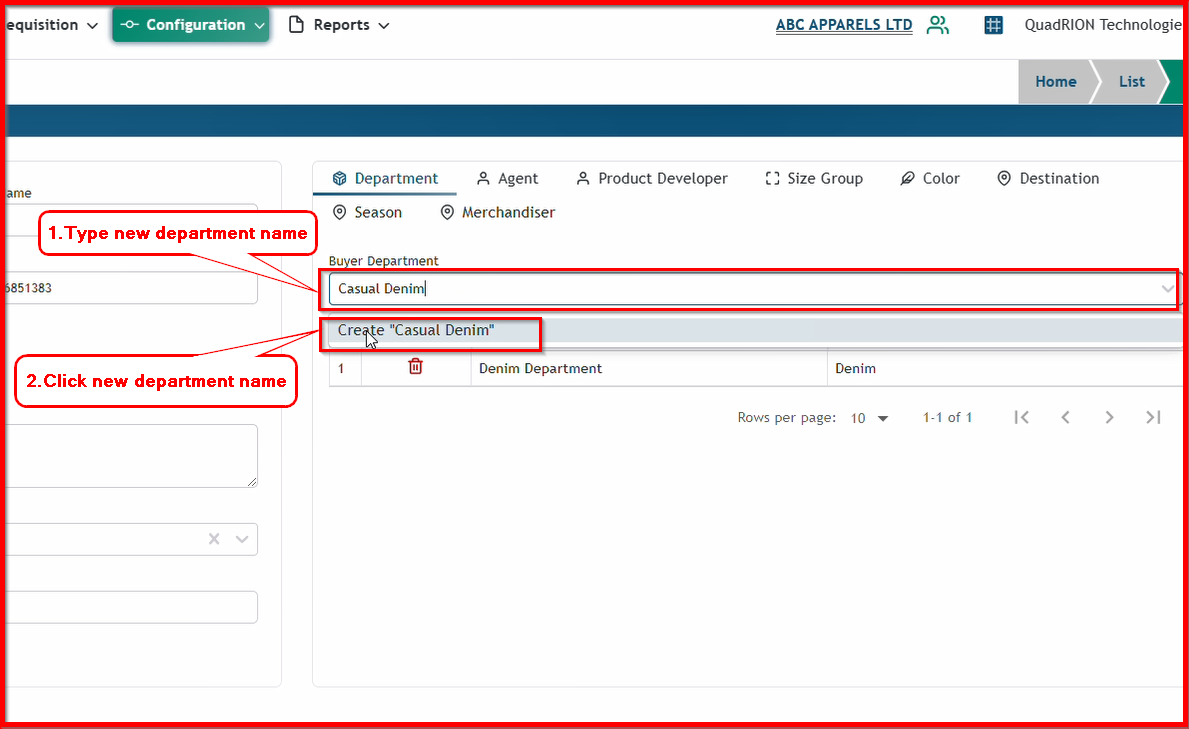 equisition Configuration Reports ABC APPARELS LTD QuadRION Technologie
Home List
ame
Department Agent Product Developer Size Group Color Destination
Season Merchandiser
1.Type new department name
Buyer Department
6851383
Casual Denim
Create "Casual Denim"
1 Denim Department Denim
2.Click new department name
Rows per page: 10 1-1 of 1